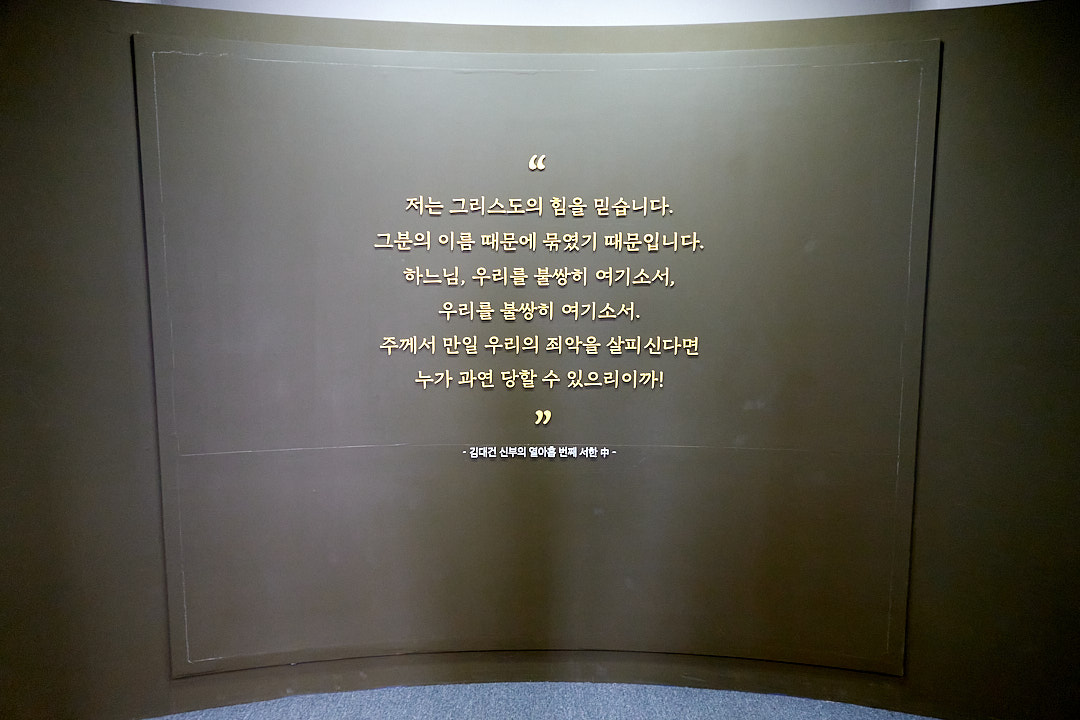 “
저는 그리스도의 힘을 믿습니다.
그분의 이름 때문에 묶였기 때문입니다.
하느님, 우리를 불쌍히 여기소서,
우리를 불쌍히 여기소서.
주께서 만일 우리의 죄악을 살피신다면
누가 과연 당할 수 있으리이까!
”
- 김대건 신부의 열아홉 번째 서한 中 -